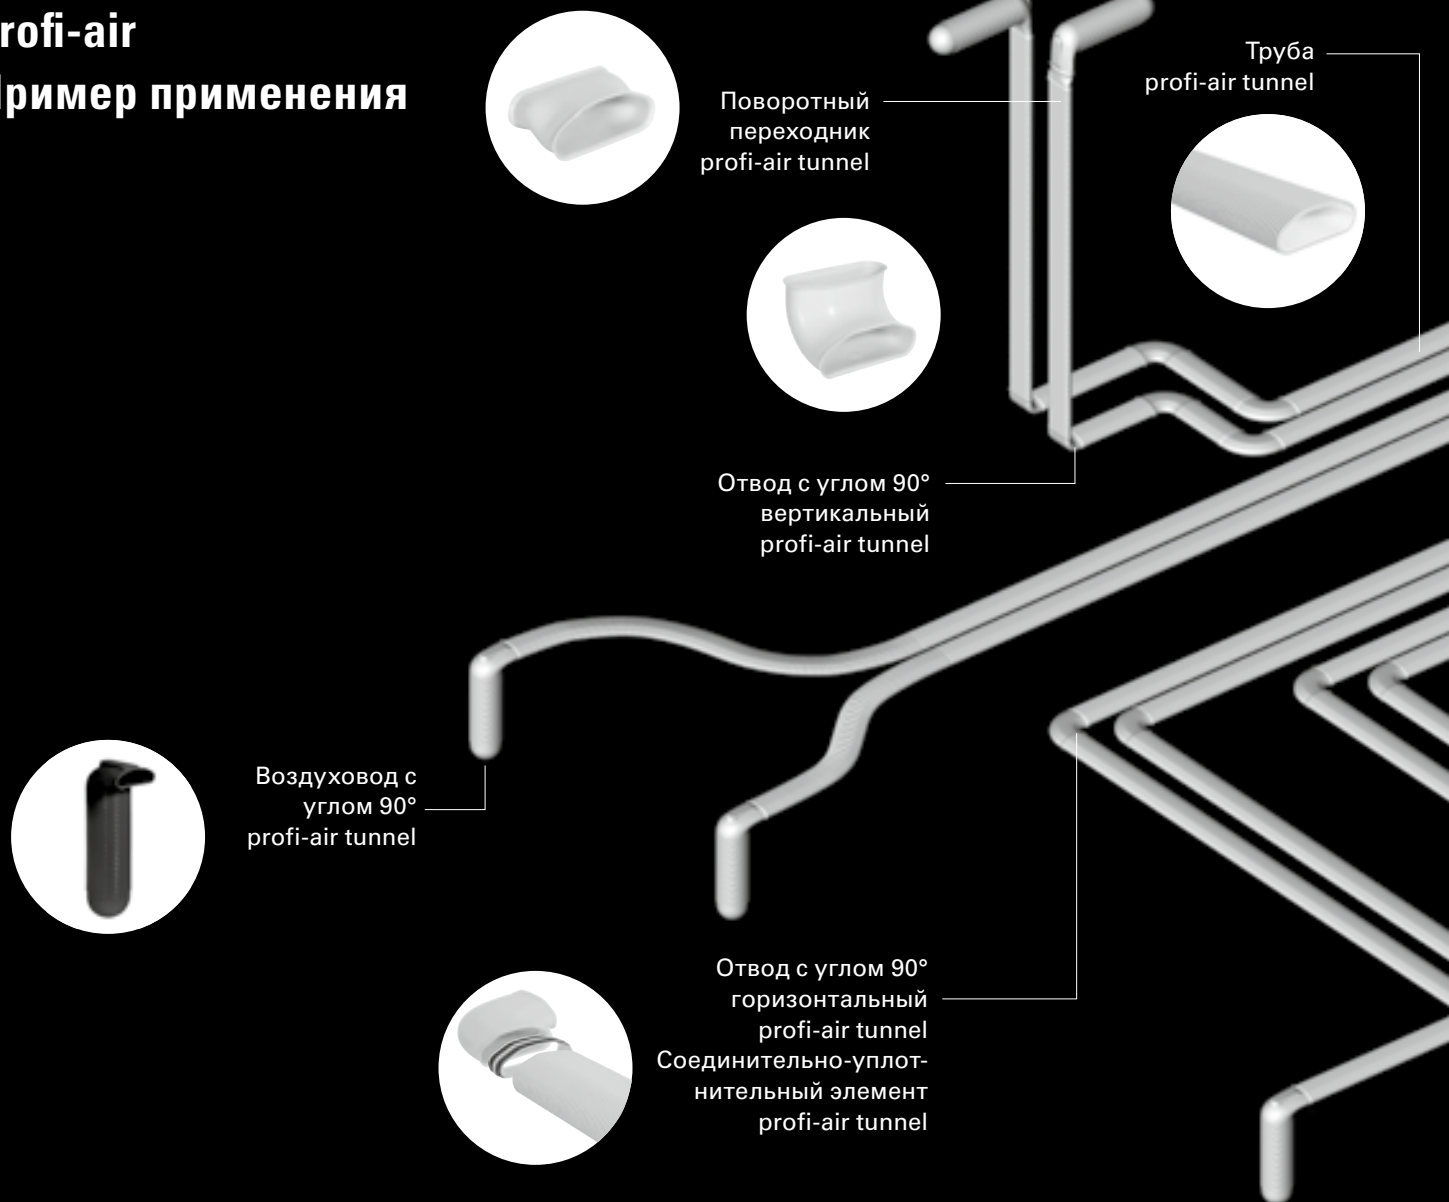 rofi-air
ример применения
Поворотный
переходник
profi-air tunnel
Труба
profi-air tunnel
Отвод с углом 90°
вертикальный
profi-air tunnel
Воздуховод с
углом 90°
profi-air tunnel
Отвод с углом 90°
горизонтальный
profi-air tunnel
Соединительно-уплот-
нительный элемент
profi-air tunnel